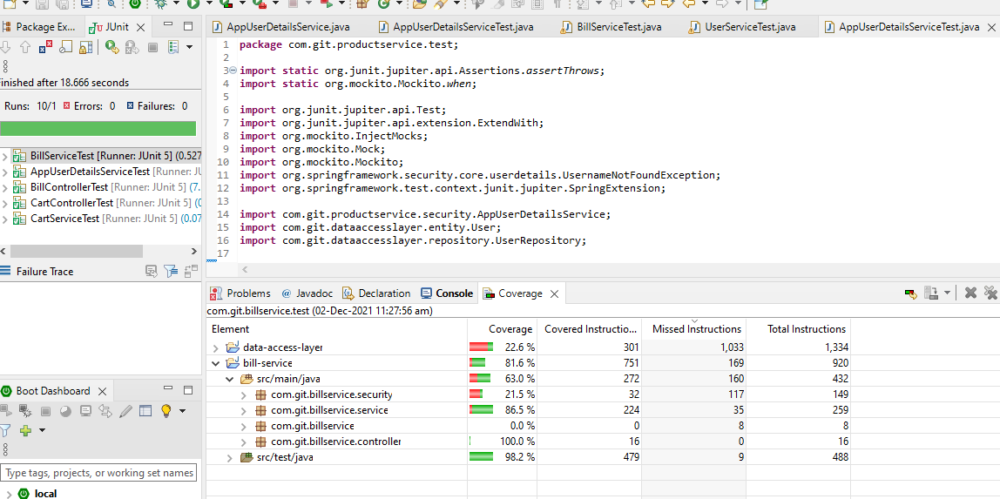 Package Ex... JUnit
AppUserDetailsService.java AppUserDetailsServiceTest.java BillServiceTest.java UserServiceTest.java AppUserDetailsServiceTest.java
inished after 18.666 seconds
Runs: 10/1 Errors: 0 Failures: 0
BillServiceTest [Runner: JUnit 5] (0.527
AppUserDetailsServiceTest [Runner: JU
BillControllerTest [Runner: JUnit 5] (7.
CartControllerTest [Runner: JUnit 5] (0
CartServiceTest [Runner: JUnit 5] (0.07
Failure Trace
1 package com.git.productservice.test;
2
3 import static org.junit.jupiter.api.Assertions.assertThrows;
4 import static org.mockito.Mockito.when;
5
6 import org.junit.jupiter.api.Test;
7 import org.junit.jupiter.api.extension.ExtendWith;
8 import org.mockito.InjectMocks;
9 import org.mockito.Mock;
10 import org.mockito.Mockito;
11 import org.springframework.security.core.userdetails.UsernameNotFoundException;
12 import org.springframework.test.context.junit.jupiter.SpringExtension;
13
14 import com.git.productservice.security.AppUserDetailsService;
15 import com.git.dataaccesslayer.entity.User;
16 import com.git.dataaccesslayer.repository.UserRepository;
17
Problems @ Javadoc Declaration Console Coverage
com.git.billservice.test (02-Dec-2021 11:27:56 am)
Element Coverage Covered Instructio... Missed Instructions Total Instructions
data-access-layer 22.6 % 301 1,033 1,334
bill-service 81.6 % 751 169 920
src/main/java 63.0 % 272 160 432
com.git.billservice.security 21.5 % 32 117 149
com.git.billservice.service 86.5 % 224 35 259
com.git.billservice 0.0 % 0 8 8
com.git.billservice.controller 100.0 % 16 0 16
src/test/java 98.2 % 479 9 488
Boot Dashboard
Type tags, projects, or working set names
local